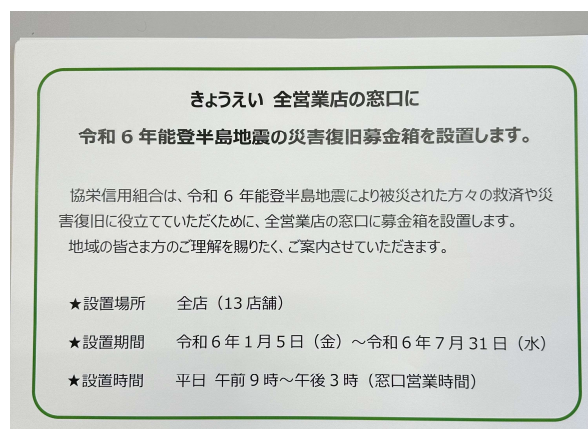 きょうえい 全営業店の窓口に
令和 6 年能登半島地震の災害復旧募金箱を設置します。
協栄信用組合は、令和 6 年能登半島地震により被災された方々の救済や災
害復旧に役立てていただくために、全営業店の窓口に募金箱を設置します。
地域の皆さま方のご理解を賜りたく、ご案内させていただきます。
★設置場所 全店（13 店舗）
★設置期間 令和 6 年 1 月 5 日（金）～令和 6 年 7 月 31 日（水）
★設置時間 平日 午前 9 時～午後 3 時（窓口営業時間）